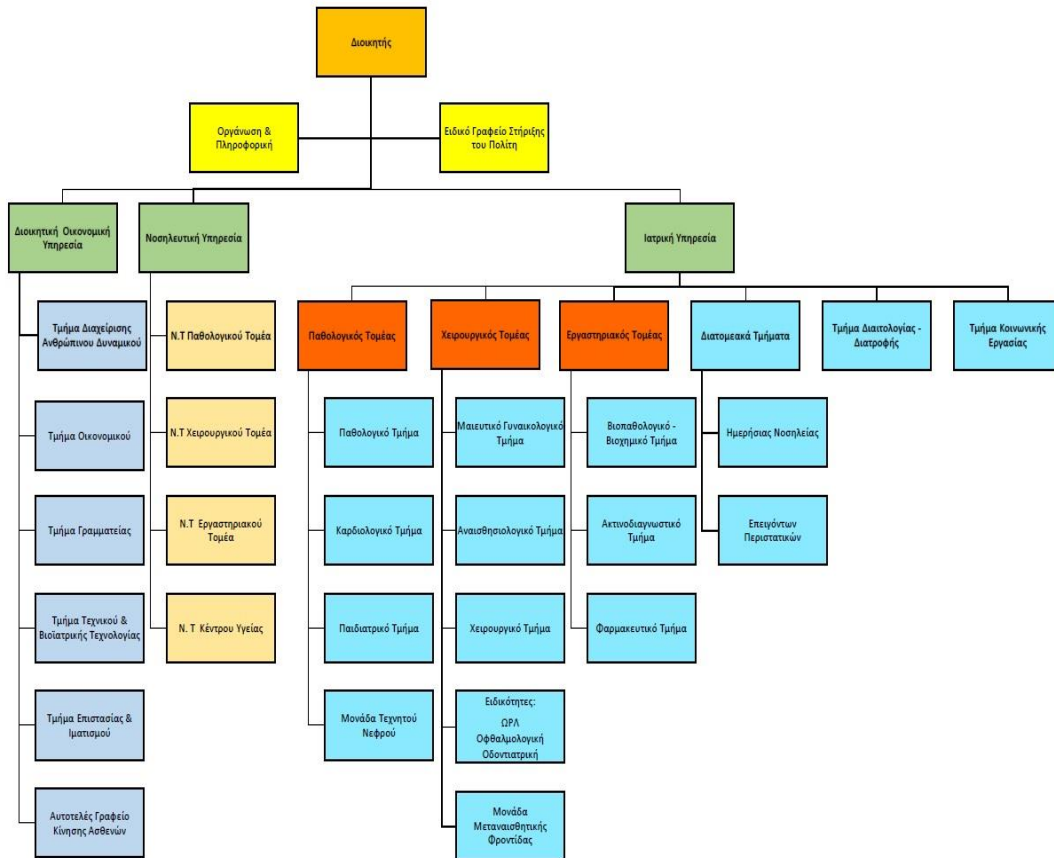 Διοικητής
Οργάνωση &
Πληροφορική
Ειδικό Γραφείο Στήριξης
του Πολίτη
Διοικητική Οικονομική
Υπηρεσία
Νοσηλευτική Υπηρεσία
Ιατρική Υπηρεσία
Τμήμα Διαχείρισης
Ανθρώπινου Δυναμικού
Ν.Τ Παθολογικού Τομέα
Παθολογικός Τομέας
Χειρουργικός Τομέας
Εργαστηριακός Τομέας
Διατομεακά Τμήματα
Τμήμα Διαιτολογίας -
Διατροφής
Τμήμα Κοινωνικής
Εργασίας
Τμήμα Οικονομικού
Ν.Τ Χειρουργικού Τομέα
Παθολογικό Τμήμα
Μαιευτικό Γυναικολογικό
Τμήμα
Βιοπαθολογικό -
Βιοχημικό Τμήμα
Ημερήσιας Νοσηλείας
Τμήμα Γραμματείας
Ν.Τ Εργαστηριακού
Τομέα
Καρδιολογικό Τμήμα
Αναισθησιολογικό Τμήμα
Ακτινοδιαγνωστικό
Τμήμα
Επειγόντων
Περιστατικών
Τμήμα Τεχνικού &
Βιοϊατρικής Τεχνολογίας
Ν. Τ Κέντρου Υγείας
Παιδιατρικό Τμήμα
Χειρουργικό Τμήμα
Φαρμακευτικό Τμήμα
Τμήμα Επιστασίας &
Ιματισμού
Μονάδα Τεχνητού
Νεφρού
Ειδικότητες:
ΩΡΛ
Οφθαλμολογική
Οδοντιατρική
Αυτοτελές Γραφείο
Κίνησης Ασθενών
Μονάδα
Μεταναισθητικής
Φροντίδας